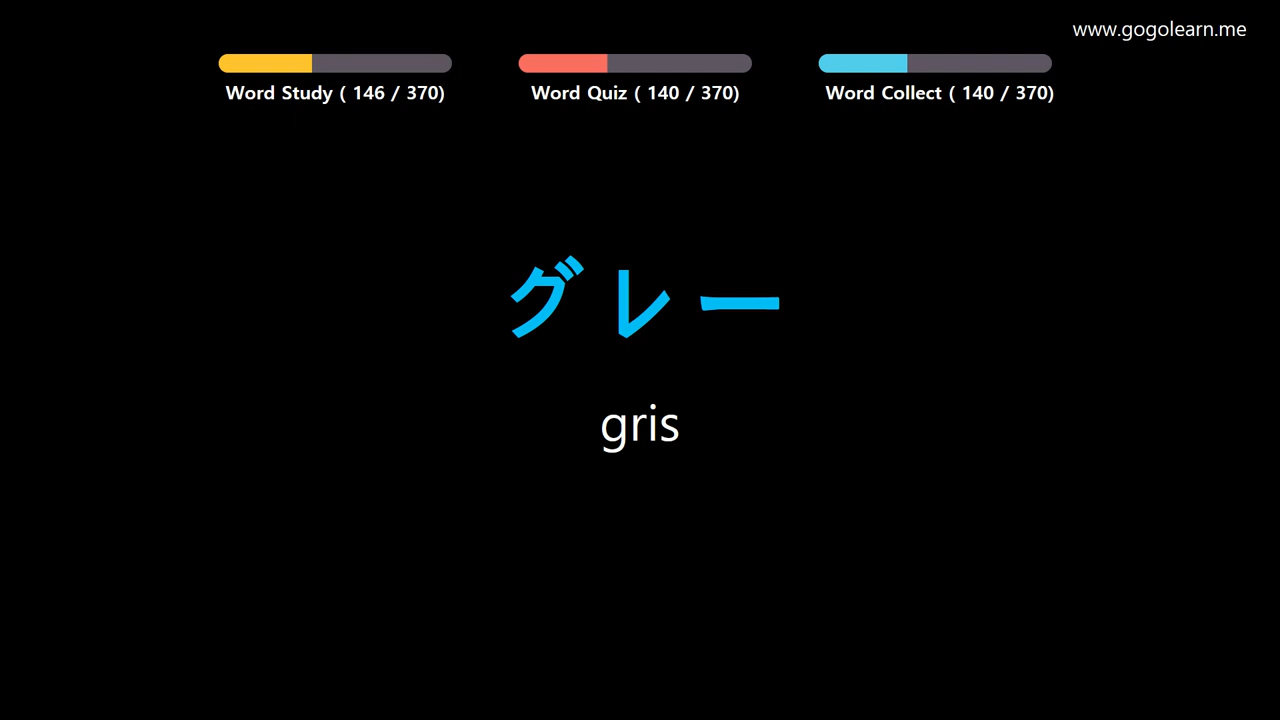 www.gogolearn.me
Word Study ( 146 / 370)
Word Quiz ( 140 / 370)
Word Collect ( 140 / 370)
グレー
gris